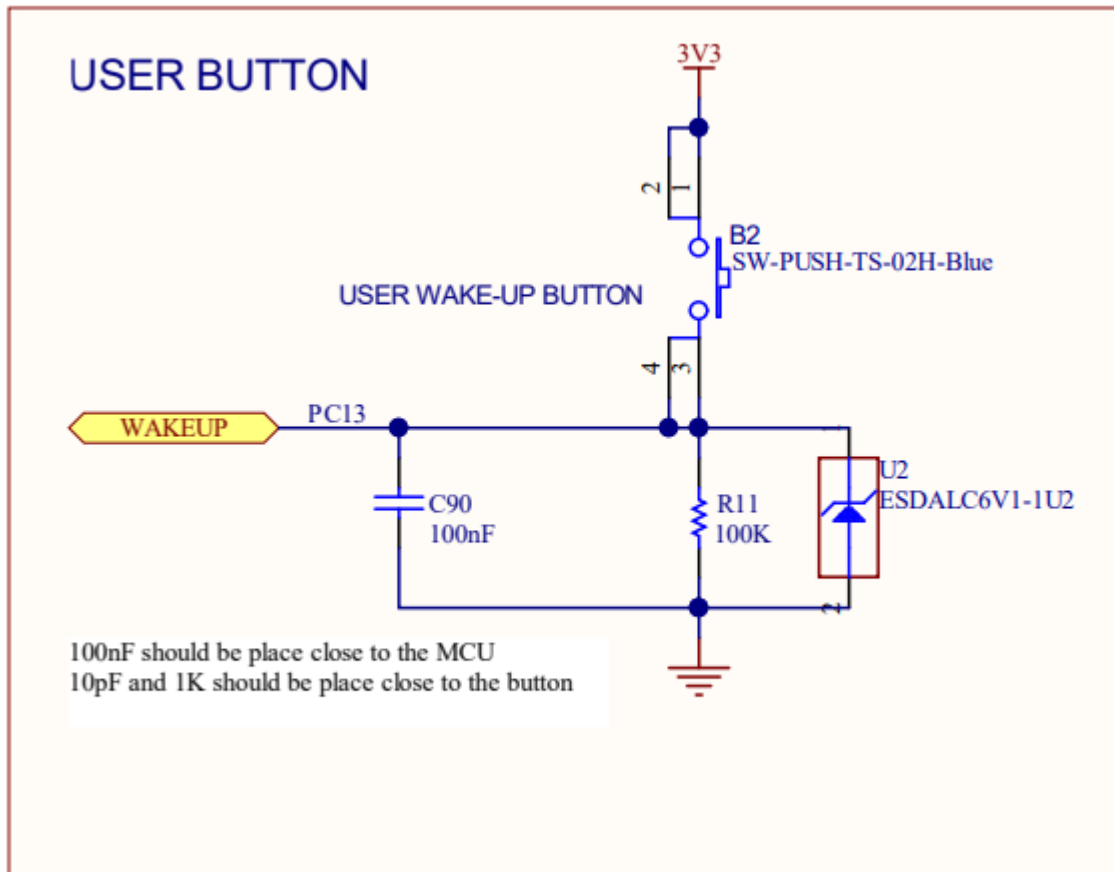 USER BUTTON
3V3
2
1
B2
SW-PUSH-TS-02H-Blue
USER WAKE-UP BUTTON
4
3
WAKEUP
PC13
1
U2
ESDALC6V1-1U2
C90
100nF
R11
100K
2
100nF should be place close to the MCU
10pF and 1K should be place close to the button